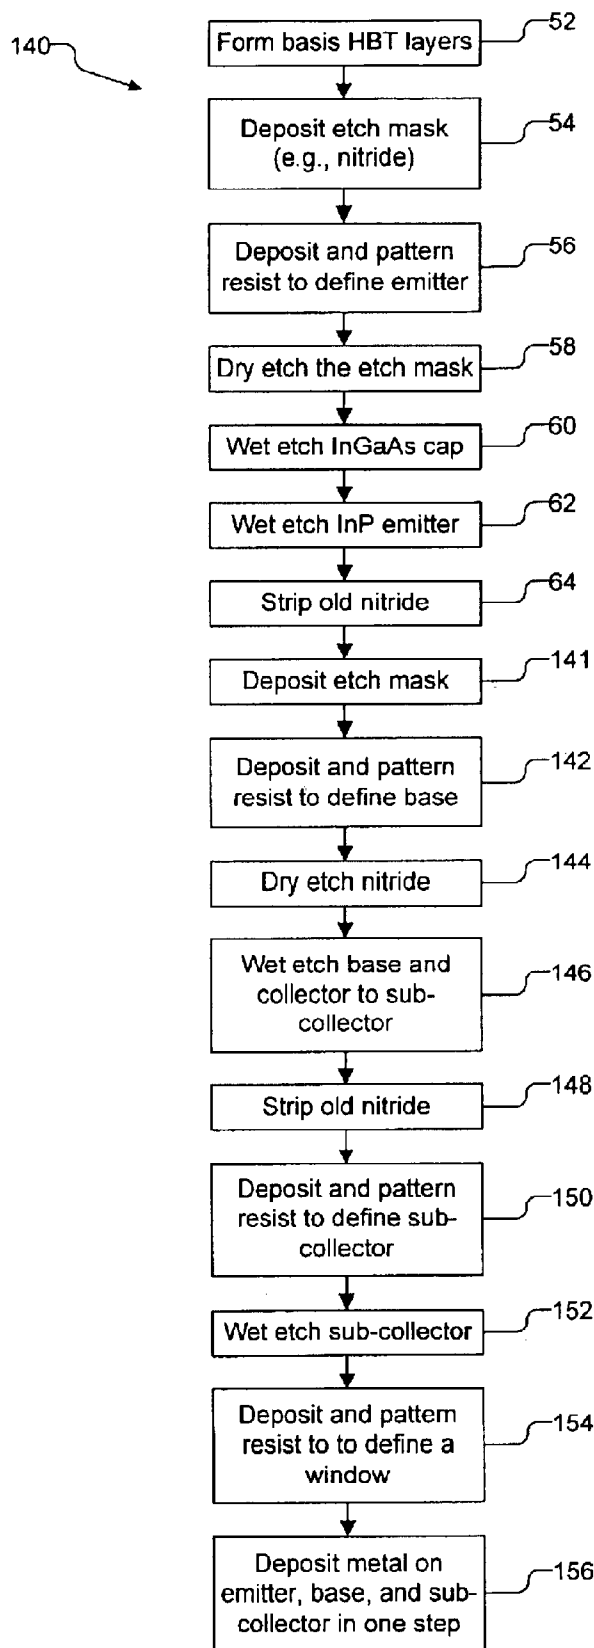 140
Form basis HBT layers
52
Deposit etch mask
(e.g., nitride)
54
Deposit and pattern
resist to define emitter
56
Dry etch the etch mask
58
Wet etch InGaAs cap
60
Wet etch InP emitter
62
Strip old nitride
64
Deposit etch mask
141
Deposit and pattern
resist to define base
142
Dry etch nitride
144
Wet etch base and
collector to sub-
collector
146
Strip old nitride
148
Deposit and pattern
resist to define sub-
collector
150
Wet etch sub-collector
152
Deposit and pattern
resist to to define a
window
154
Deposit metal on
emitter, base, and sub-
collector in one step
156